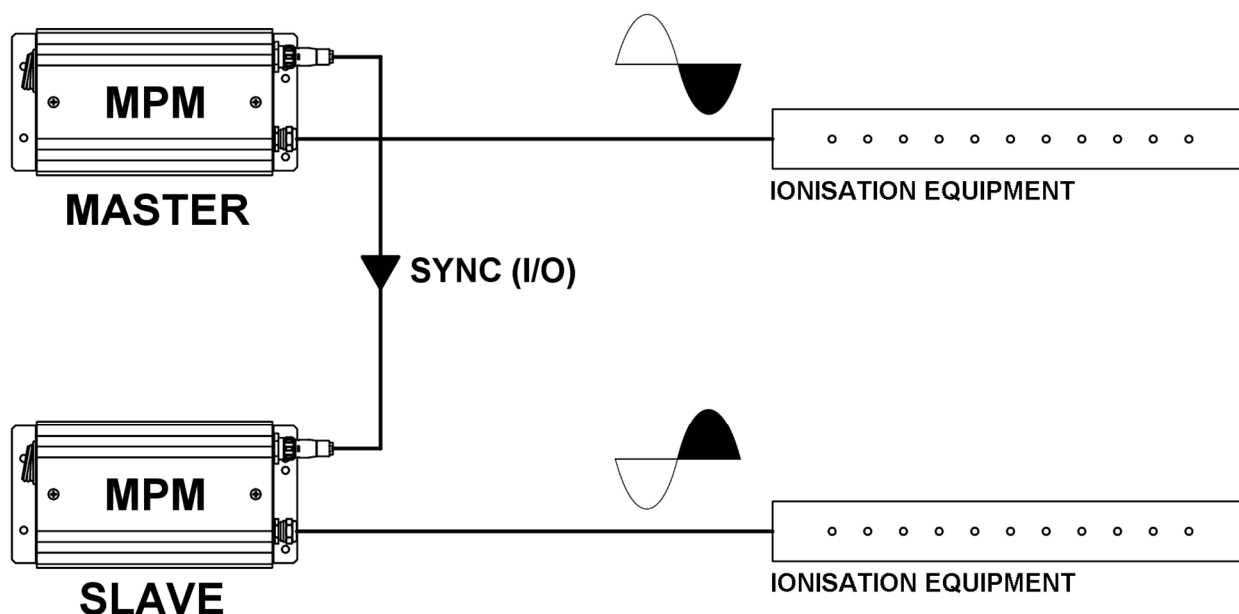 MPM
MASTER
IONISATION EQUIPMENT
SYNC (I/O)
MPM
SLAVE
IONISATION EQUIPMENT